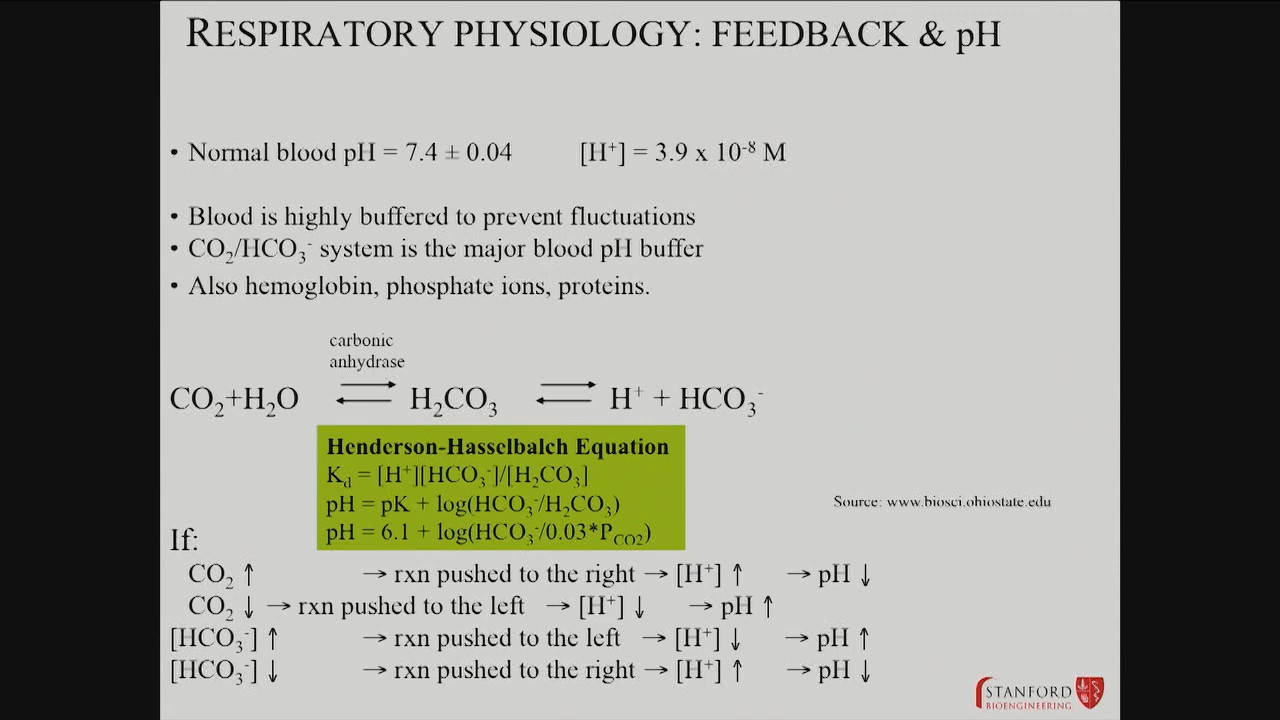 RESPIRATORY PHYSIOLOGY: FEEDBACK & pH
• Normal blood pH = 7.4 ± 0.04 [H⁺] = 3.9 x 10⁻⁸ M
• Blood is highly buffered to prevent fluctuations
• CO₂/HCO₃⁻ system is the major blood pH buffer
• Also hemoglobin, phosphate ions, proteins.
carbonic
anhydrase
CO₂+H₂O ⇌ H₂CO₃ ⇌ H⁺ + HCO₃⁻
Henderson-Hasselbalch Equation
K_d = [H⁺][HCO₃⁻]/[H₂CO₃]
pH = pK + log(HCO₃⁻/H₂CO₃)
pH = 6.1 + log(HCO₃⁻/0.03*P_CO2)
Source: www.biosci.ohiostate.edu
If:
CO₂ ↑ → rxn pushed to the right → [H⁺] ↑ → pH ↓
CO₂ ↓ → rxn pushed to the left → [H⁺] ↓ → pH ↑
[HCO₃⁻] ↑ → rxn pushed to the left → [H⁺] ↓ → pH ↑
[HCO₃⁻] ↓ → rxn pushed to the right → [H⁺] ↑ → pH ↓
STANFORD
BIOENGINEERING